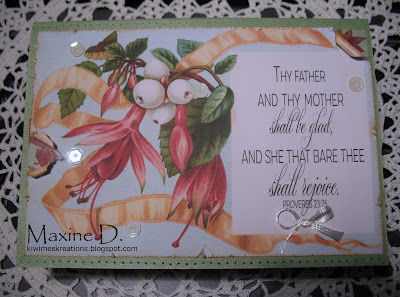 THY FATHER
AND THY MOTHER
shall be glad,
AND SHE THAT BARE THEE
shall rejoice.
PROVERBS 23:25
Maxine D.
kiwimeskreations.blogspot.com